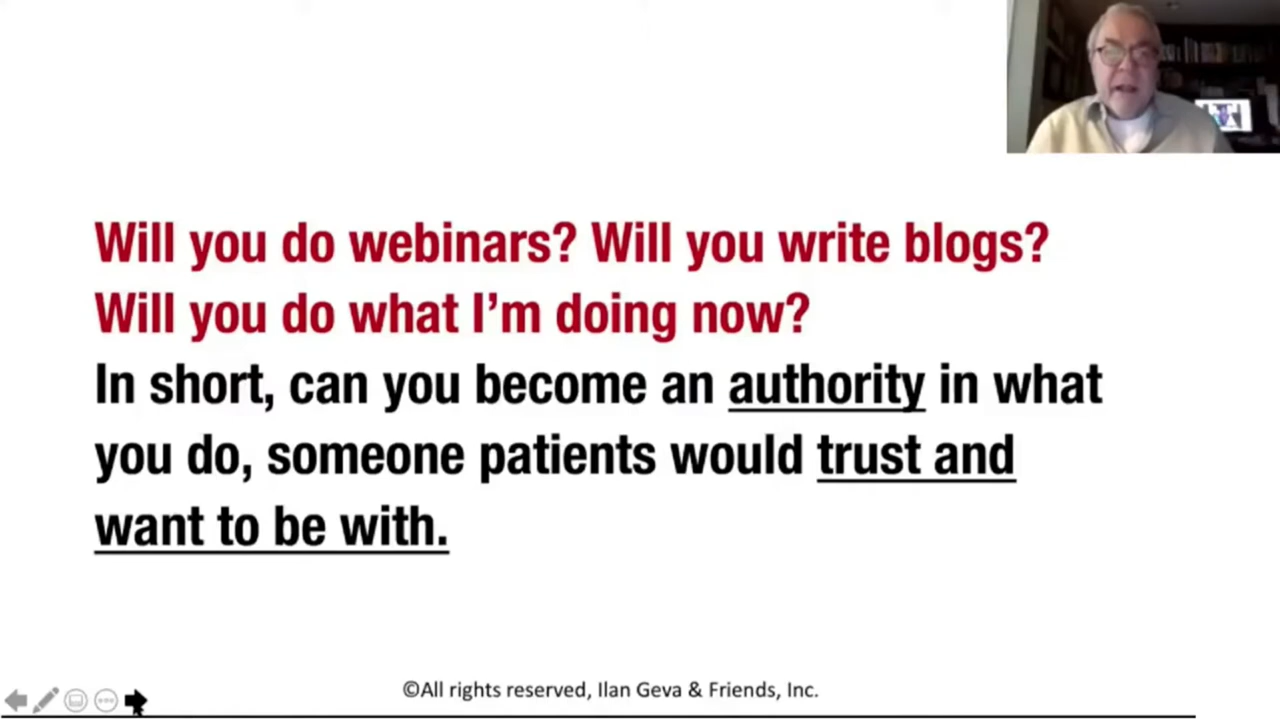 Will you do webinars? Will you write blogs?
Will you do what I’m doing now?
In short, can you become an authority in what
you do, someone patients would trust and
want to be with.
©All rights reserved, Ilan Geva & Friends, Inc.